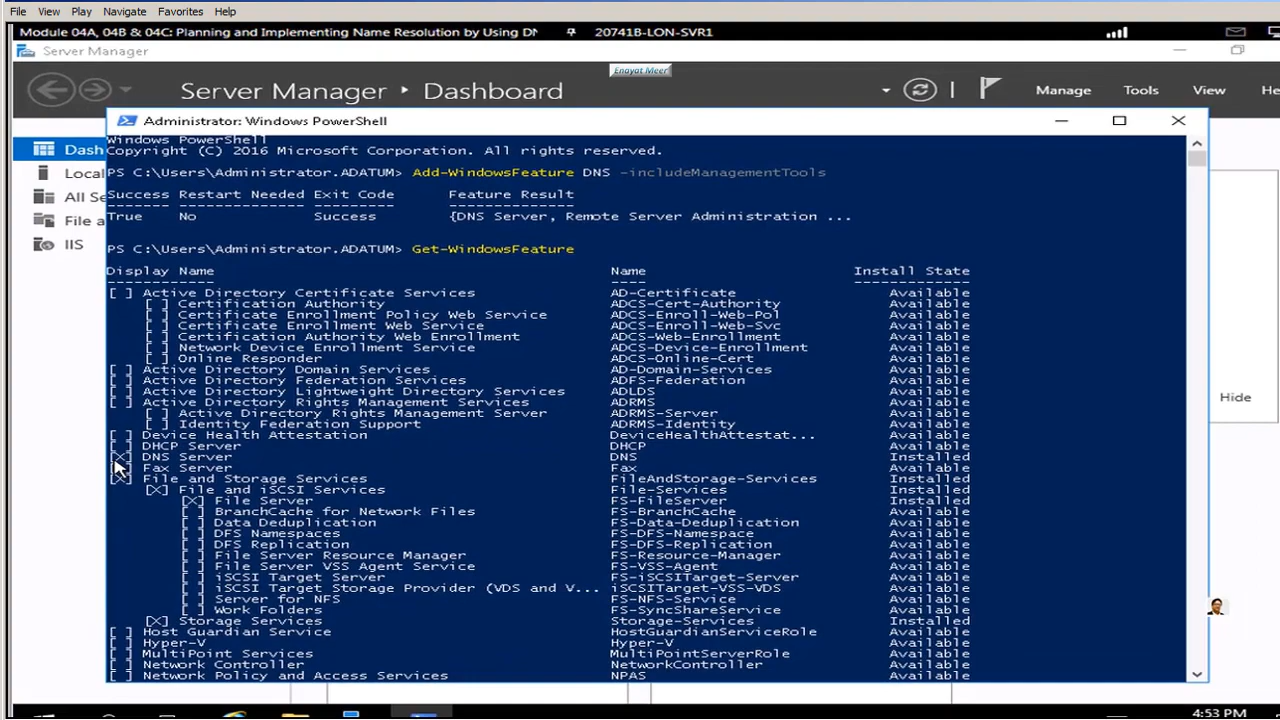 File View Play Navigate Favorites Help
Module 04A, 04B & 04C: Planning and Implementing Name Resolution by Using DN 20741B-LON-SVR1
Server Manager
Enayat Meer
Server Manager • Dashboard Manage Tools View He
Administrator: Windows PowerShell
Dash
Local
All Se
File a
IIS
Windows PowerShell
Copyright (C) 2016 Microsoft Corporation. All rights reserved.
PS C:\Users\Administrator.ADATUM> Add-WindowsFeature DNS -includeManagementTools
Success Restart Needed Exit Code Feature Result
------- -------------- --------- --------------
True No Success {DNS Server, Remote Server Administration ...
PS C:\Users\Administrator.ADATUM> Get-WindowsFeature
Display Name Name Install State
------------ ---- -------------
[ ] Active Directory Certificate Services AD-Certificate Available
[ ] Certification Authority ADCS-Cert-Authority Available
[ ] Certificate Enrollment Policy Web Service ADCS-Enroll-Web-Pol Available
[ ] Certificate Enrollment Web Service ADCS-Enroll-Web-Svc Available
[ ] Certification Authority Web Enrollment ADCS-Web-Enrollment Available
[ ] Network Device Enrollment Service ADCS-Device-Enrollment Available
[ ] Online Responder ADCS-Online-Cert Available
[ ] Active Directory Domain Services AD-Domain-Services Available
[ ] Active Directory Federation Services ADFS-Federation Available
[ ] Active Directory Lightweight Directory Services ADLDS Available
[ ] Active Directory Rights Management Services ADRMS Available
[ ] Active Directory Rights Management Server ADRMS-Server Available
[ ] Identity Federation Support ADRMS-Identity Available
[ ] Device Health Attestation DeviceHealthAttestat... Available
[ ] DHCP Server DHCP Available
[X] DNS Server DNS Installed
[ ] Fax Server Fax Available
[X] File and Storage Services FileAndStorage-Services Installed
[X] File and iSCSI Services File-Services Installed
[X] File Server FS-FileServer Installed
[ ] BranchCache for Network Files FS-BranchCache Available
[ ] Data Deduplication FS-Data-Deduplication Available
[ ] DFS Namespaces FS-DFS-Namespace Available
[ ] DFS Replication FS-DFS-Replication Available
[ ] File Server Resource Manager FS-Resource-Manager Available
[ ] File Server VSS Agent Service FS-VSS-Agent Available
[ ] iSCSI Target Server FS-iSCSITarget-Server Available
[ ] iSCSI Target Storage Provider (VDS and V... iSCSITarget-VSS-VDS Available
[ ] Server for NFS FS-NFS-Service Available
[ ] Work Folders FS-SyncShareService Available
[X] Storage Services Storage-Services Installed
[ ] Host Guardian Service HostGuardianServiceRole Available
[ ] Hyper-V Hyper-V Available
[ ] MultiPoint Services MultiPointServerRole Available
[ ] Network Controller NetworkController Available
[ ] Network Policy and Access Services NPAS Available
Hide
4:53 PM